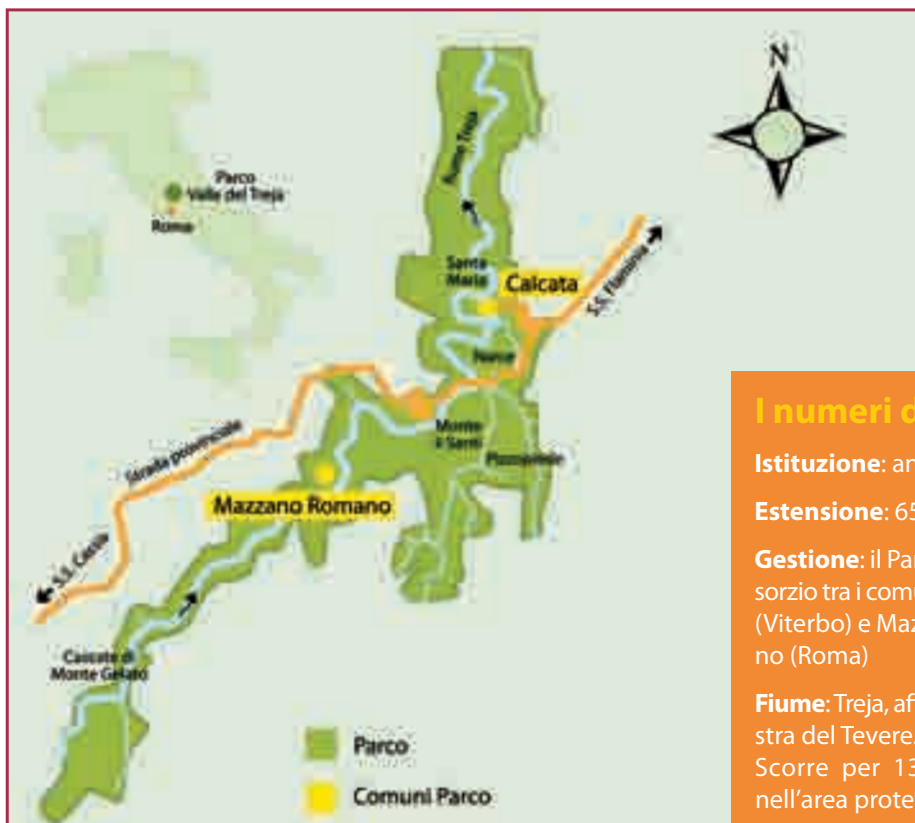 N
Parco
Valle del Treja
Roma
Fiume Treja
Santa
Maria
Calcata
S.S. Flaminia
Narce
Monte
li Santi
Pizzopiede
Strada provinciale
Mazzano Romano
S.S. Cassia
Cascate di
Monte Gelato
Parco
Comuni Parco
I numeri d
Istituzione: an
Estensione: 65
Gestione: il Par
sorzio tra i comu
(Viterbo) e Maz
no (Roma)
Fiume: Treja, aff
stra del Tevere.
Scorre per 13
nell'area prote